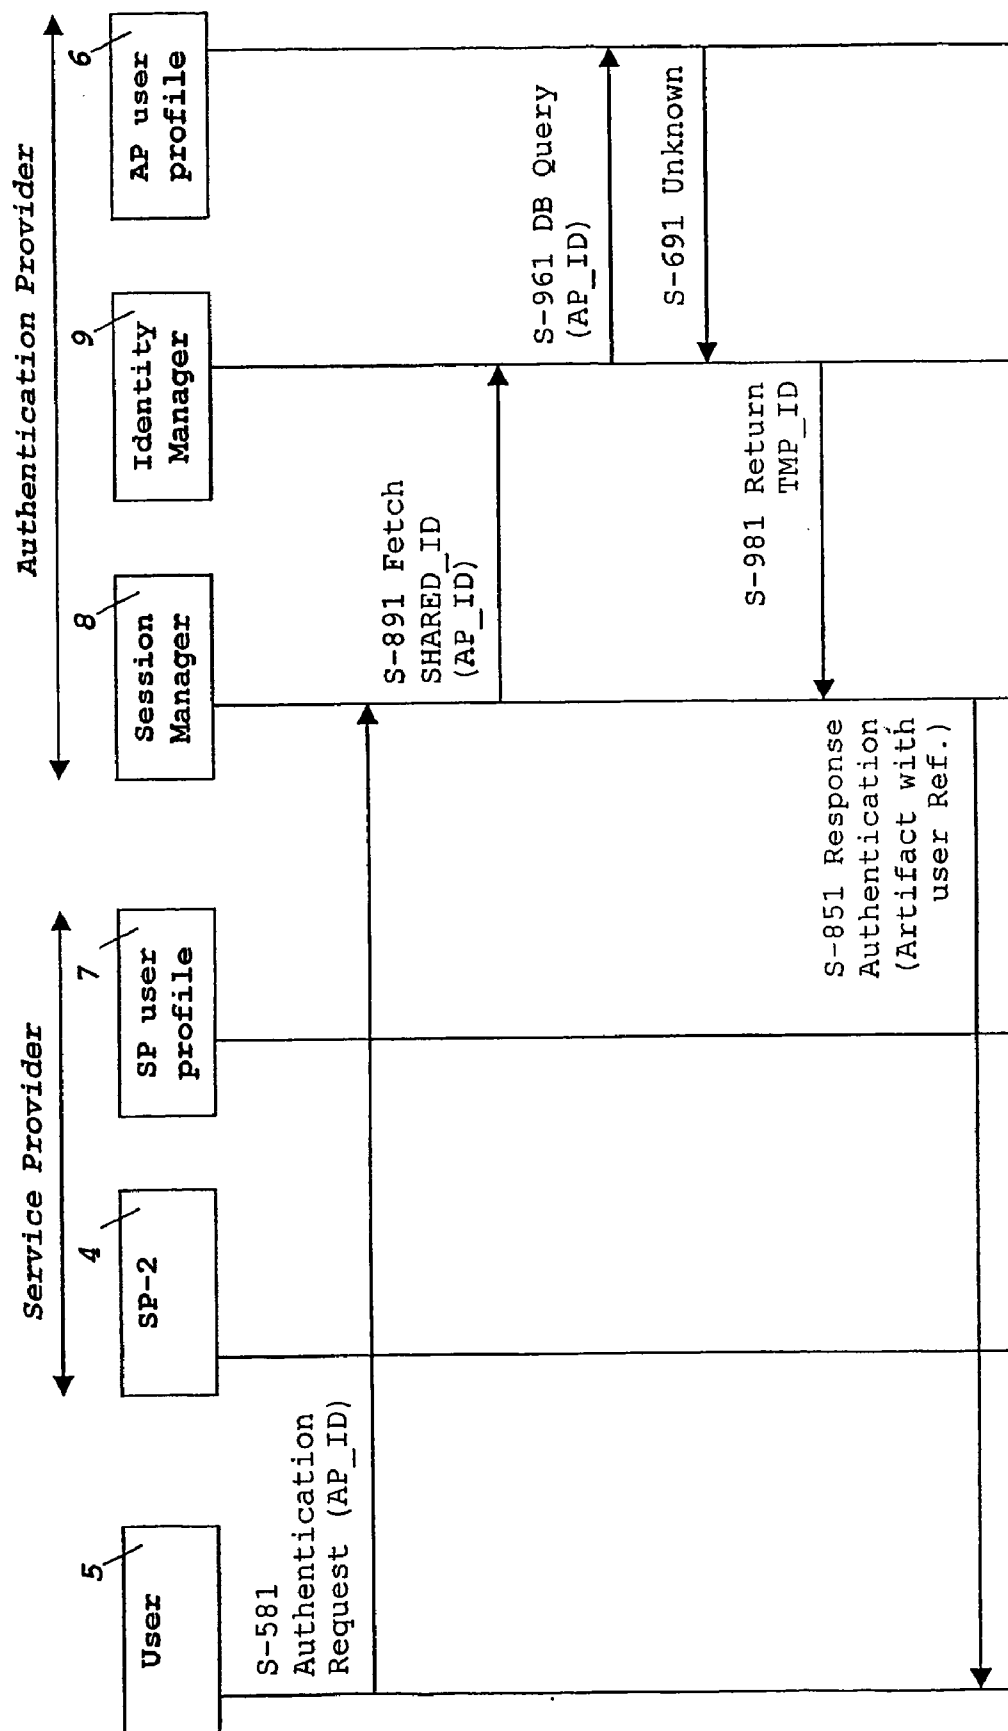 Service Provider
Authentication Provider
5
4
7
8
9
6
User
SP-2
SP user
profile
Session
Manager
Identity
Manager
AP user
profile
S-581
Authentication
Request (AP_ID)
S-891 Fetch
SHARED_ID
(AP_ID)
S-961 DB Query
(AP_ID)
S-691 Unknown
S-981 Return
TMP_ID
S-851 Response
Authentication
(Artifact with
user Ref.)